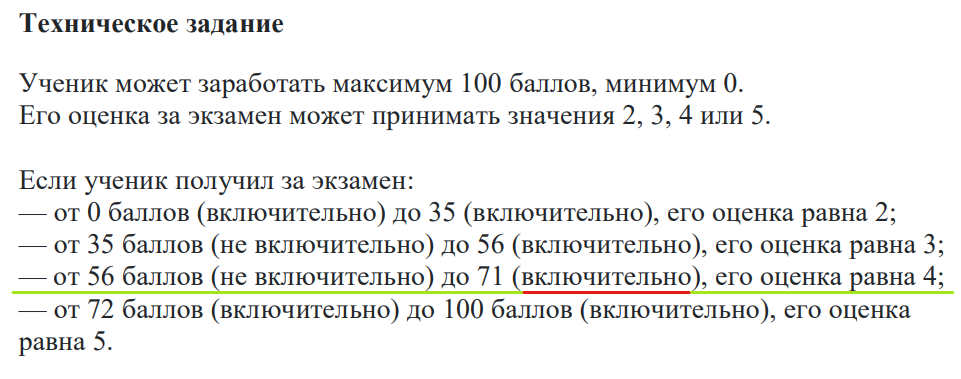 Техническое задание
Ученик может заработать максимум 100 баллов, минимум 0.
Его оценка за экзамен может принимать значения 2, 3, 4 или 5.
Если ученик получил за экзамен:
— от 0 баллов (включительно) до 35 (включительно), его оценка равна 2;
— от 35 баллов (не включительно) до 56 (включительно), его оценка равна 3;
— от 56 баллов (не включительно) до 71 (включительно), его оценка равна 4;
— от 72 баллов (включительно) до 100 баллов (включительно), его оценка
равна 5.